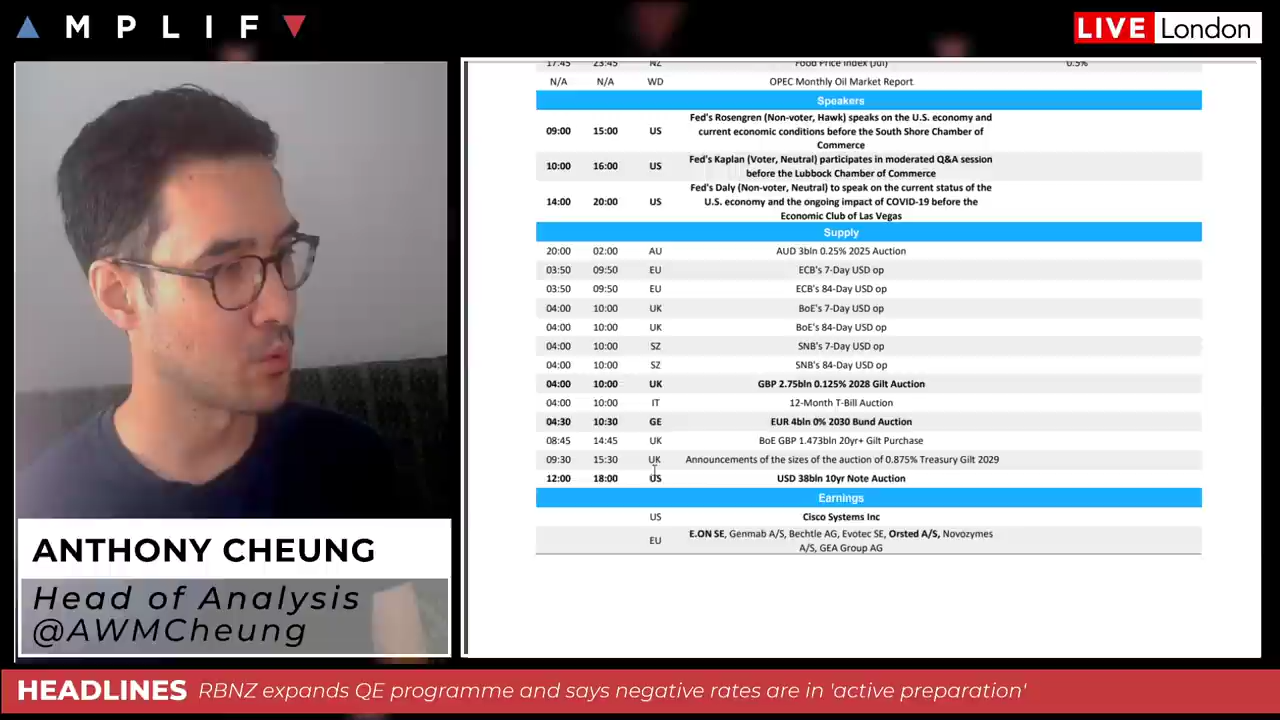 AMPLIFY
LIVE London
17:45 23:45 NZ Food Price Index (Jul) 0.5%
N/A N/A WD OPEC Monthly Oil Market Report
Speakers
Fed's Rosengren (Non-voter, Hawk) speaks on the U.S. economy and
09:00 15:00 US current economic conditions before the South Shore Chamber of
Commerce
10:00 16:00 US Fed's Kaplan (Voter, Neutral) participates in moderated Q&A session
before the Lubbock Chamber of Commerce
Fed's Daly (Non-voter, Neutral) to speak on the current status of the
14:00 20:00 US U.S. economy and the ongoing impact of COVID-19 before the
Economic Club of Las Vegas
Supply
20:00 02:00 AU AUD 3bln 0.25% 2025 Auction
03:50 09:50 EU ECB's 7-Day USD op
03:50 09:50 EU ECB's 84-Day USD op
04:00 10:00 UK BoE's 7-Day USD op
04:00 10:00 UK BoE's 84-Day USD op
04:00 10:00 SZ SNB's 7-Day USD op
04:00 10:00 SZ SNB's 84-Day USD op
04:00 10:00 UK GBP 2.75bln 0.125% 2028 Gilt Auction
04:00 10:00 IT 12-Month T-Bill Auction
04:30 10:30 GE EUR 4bln 0% 2030 Bund Auction
08:45 14:45 UK BoE GBP 1.473bln 20yr+ Gilt Purchase
09:30 15:30 UK Announcements of the sizes of the auction of 0.875% Treasury Gilt 2029
12:00 18:00 US USD 38bln 10yr Note Auction
Earnings
US Cisco Systems Inc
EU E.ON SE, Genmab A/S, Bechtle AG, Evotec SE, Orsted A/S, Novozymes
A/S, GEA Group AG
ANTHONY CHEUNG
Head of Analysis
@AWMCheung
HEADLINES RBNZ expands QE programme and says negative rates are in 'active preparation'